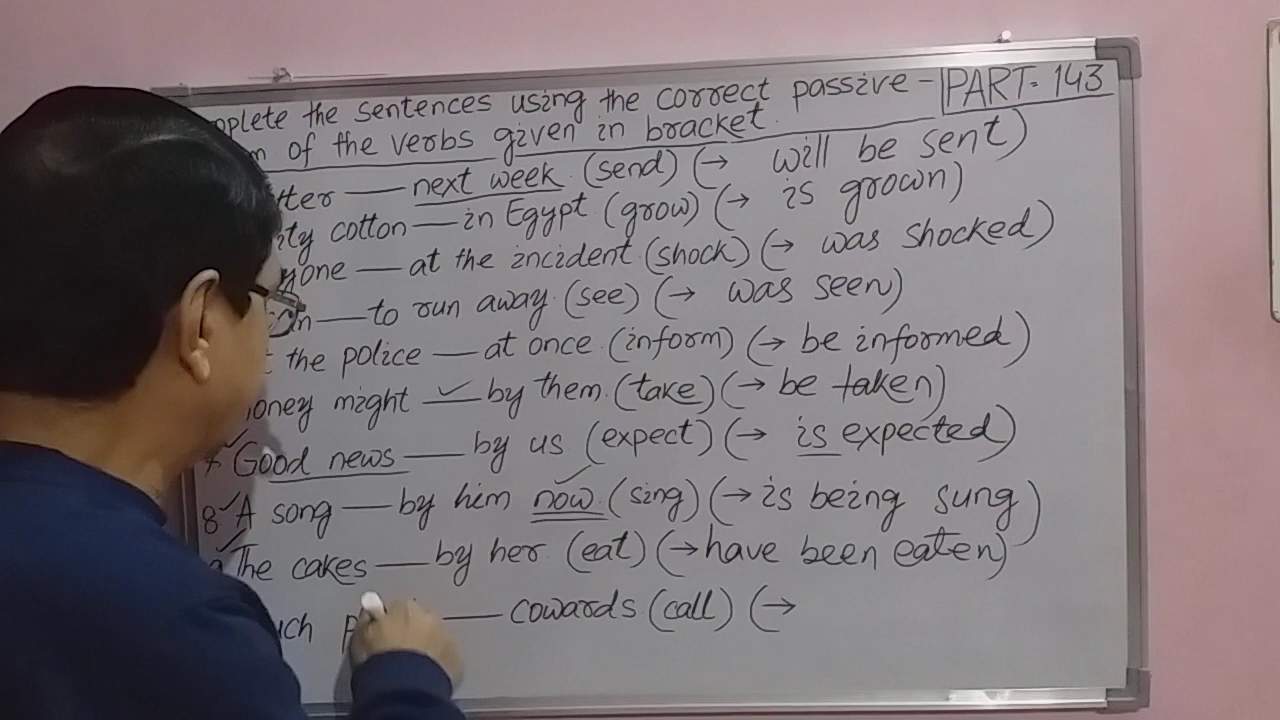 omplete the sentences using the correct passive - PART- 143
m of the verbs given in bracket.
tter — next week (send) (→ will be sent)
ity cotton — in Egypt (grow) (→ is grown)
yone — at the incident (shock) (→ was shocked)
— to run away (see) (→ was seen)
the police — at once (inform) (→ be informed)
oney might — by them. (take) (→ be taken)
7 Good news — by us (expect) (→ is expected)
8 A song — by him now (sing) (→ is being sung)
The cakes — by her (eat) (→ have been eaten)
uch — cowards (call) (→